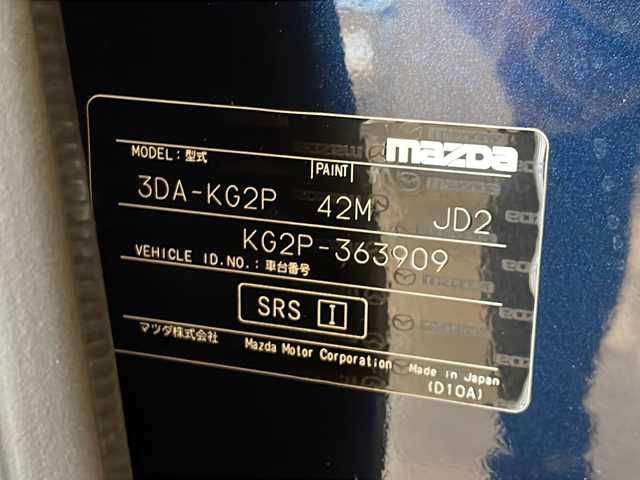 mazda
MODEL: 型式 PAINT
3DA-KG2P 42M JD2
KG2P-363909
VEHICLE ID.NO.: 車台番号
SRS I
マツダ株式会社 Mazda Motor Corporation Made in Japan
(D10A)